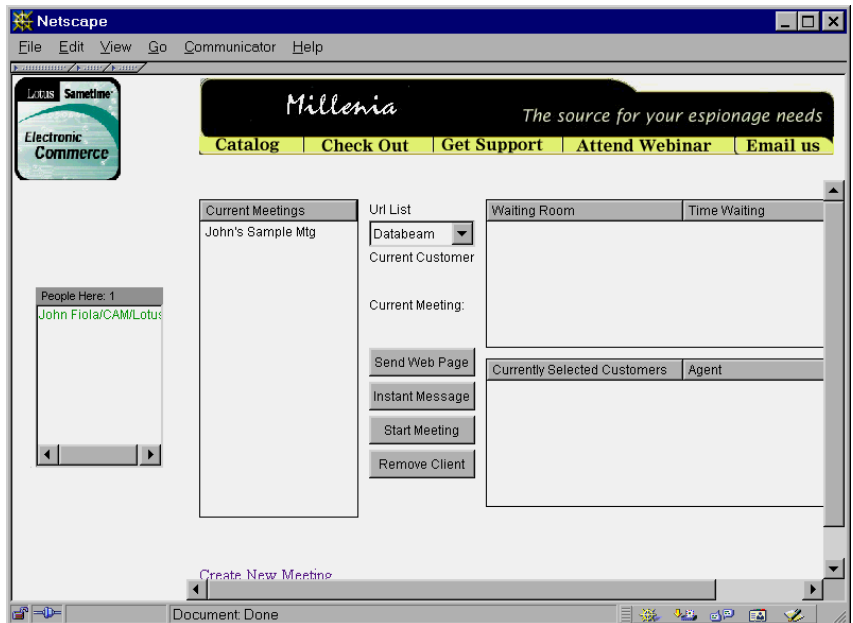 Netscape
File Edit View Go Communicator Help
Lotus Sametime
Electronic
Commerce
Millenia
The source for your espionage needs
Catalog Check Out Get Support Attend Webinar Email us
Current Meetings
John's Sample Mtg
Url List
Databeam
Current Customer
Current Meeting:
Send Web Page
Instant Message
Start Meeting
Remove Client
Waiting Room Time Waiting
Currently Selected Customers Agent
People Here: 1
John Fiola/CAM/Lotus
Create New Meeting
Document: Done